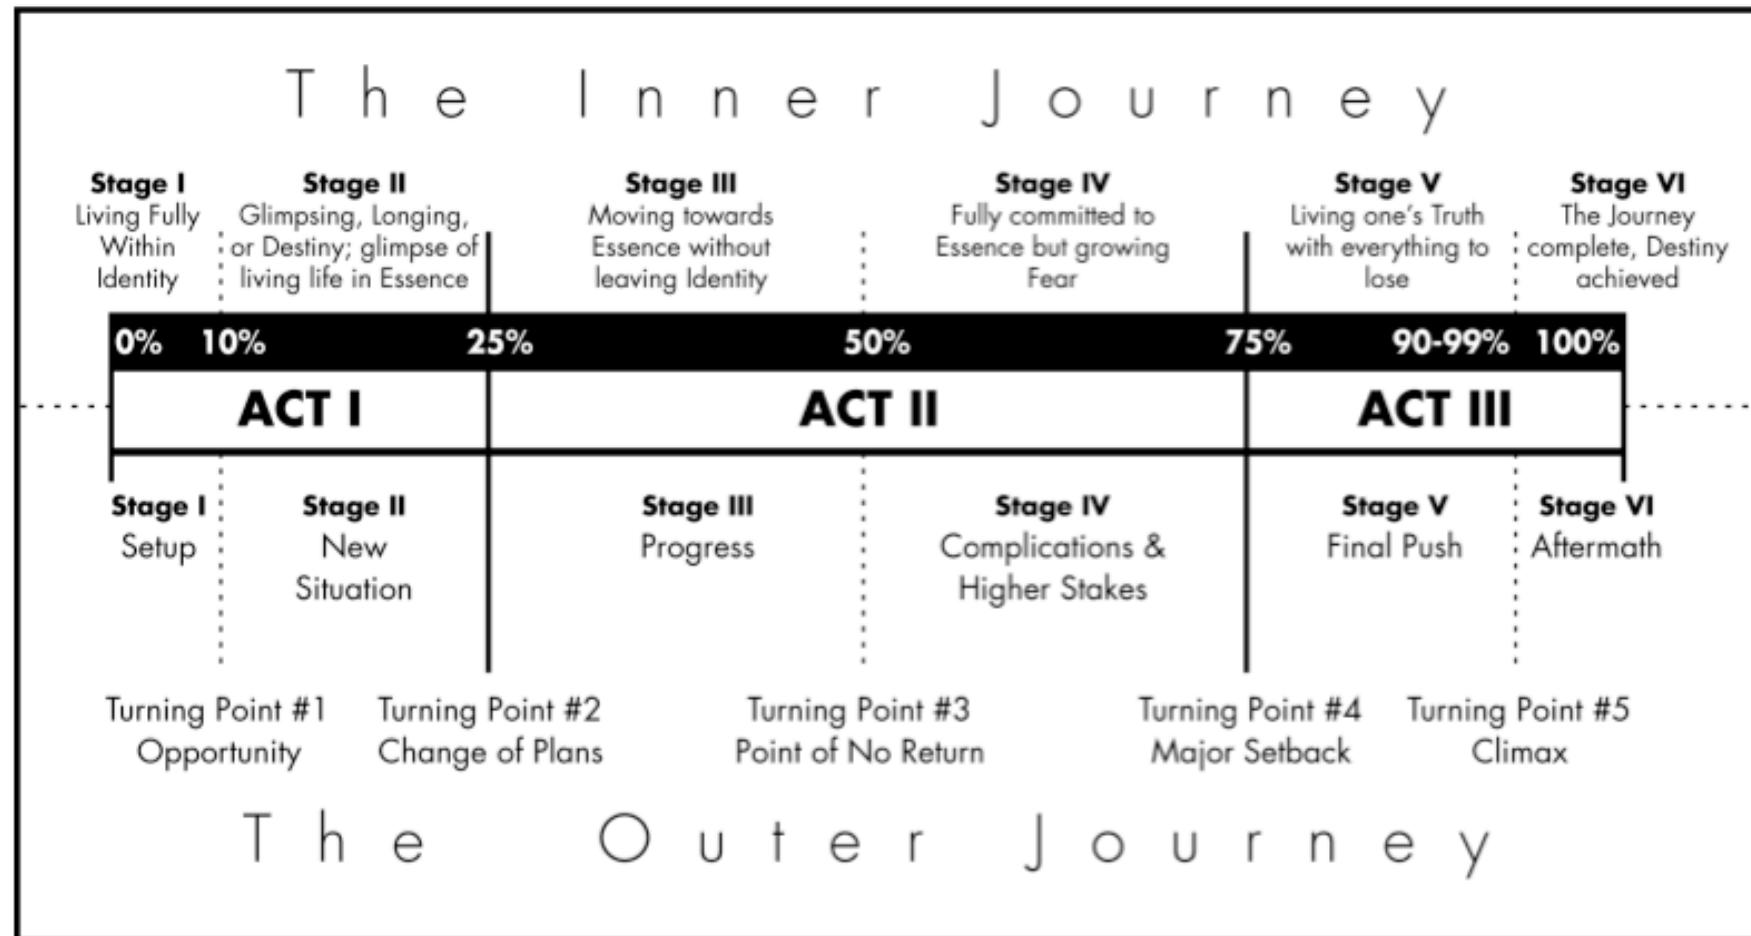 The Inner Journey
Stage I
Living Fully
Within
Identity
Stage II
Glimpsing, Longing,
or Destiny; glimpse of
living life in Essence
Stage III
Moving towards
Essence without
leaving Identity
Stage IV
Fully committed to
Essence but growing
Fear
Stage V
Living one's Truth
with everything to
lose
Stage VI
The Journey
complete, Destiny
achieved
0% 10% 25% 50% 75% 90-99% 100%
ACT I ACT II ACT III
Stage I
Setup
Stage II
New
Situation
Stage III
Progress
Stage IV
Complications &
Higher Stakes
Stage V
Final Push
Stage VI
Aftermath
Turning Point #1
Opportunity
Turning Point #2
Change of Plans
Turning Point #3
Point of No Return
Turning Point #4
Major Setback
Turning Point #5
Climax
The Outer Journey